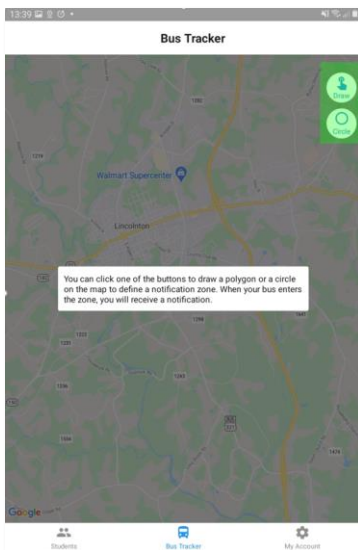 13:39
Bus Tracker
Draw
Circle
Walmart Supercenter
Lincolnton
You can click one of the buttons to draw a polygon or a circle
on the map to define a notification zone. When your bus enters
the zone, you will receive a notification.
Google
Students
Bus Tracker
My Account